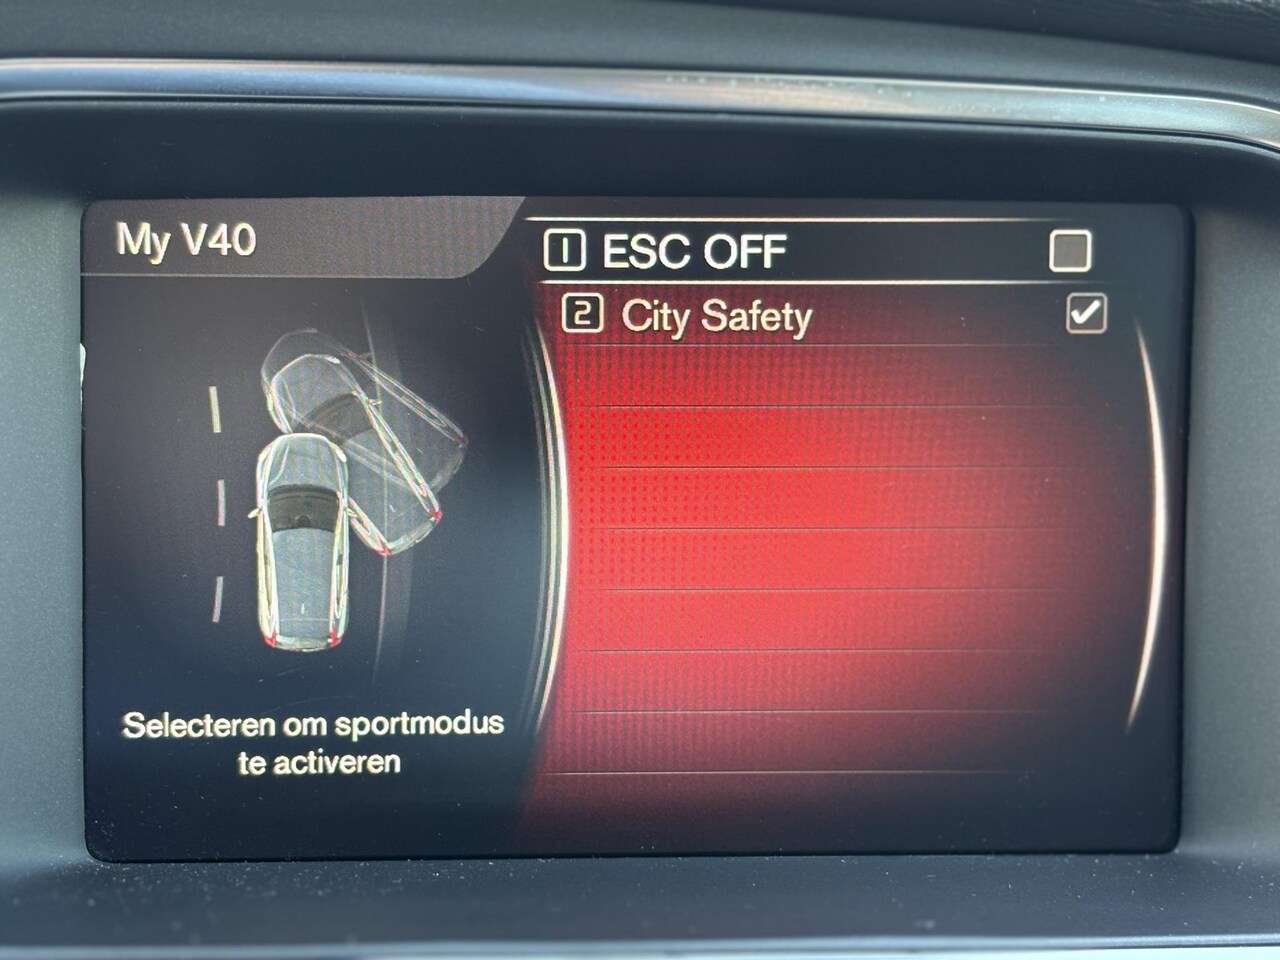 My V40
1 ESC OFF
2 City Safety
Selecteren om sportmodus
te activeren